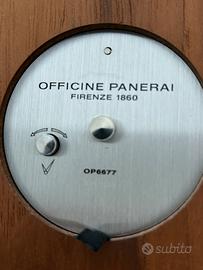 OFFICINE PANERAI
FIRENZE 1860
OP6677
subito